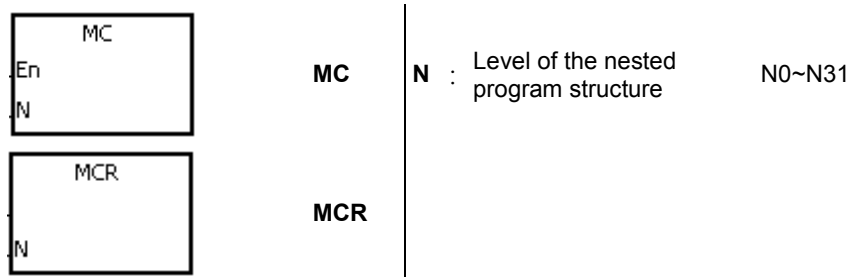 MC
En
N
MC
N : Level of the nested program structure N0~N31
MCR
N
MCR